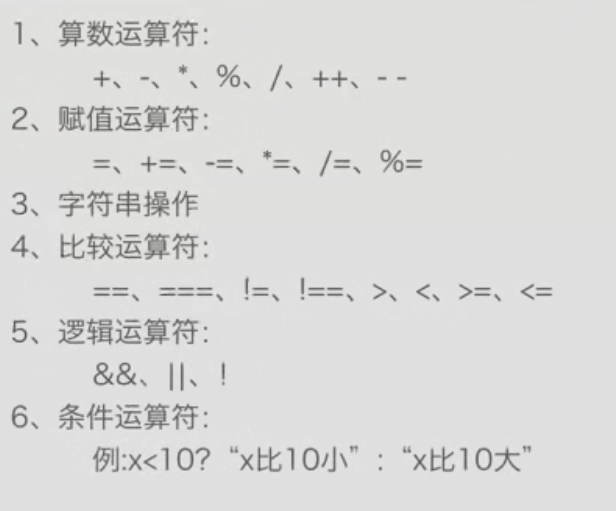 1、算数运算符：
+、-、*、%、/、++、- -
2、赋值运算符：
=、+=、-=、*=、/=、%=
3、字符串操作
4、比较运算符：
==、===、!=、!==、>、<、>=、<=
5、逻辑运算符：
&&、||、!
6、条件运算符：
例:x<10?“x比10小”:“x比10大”